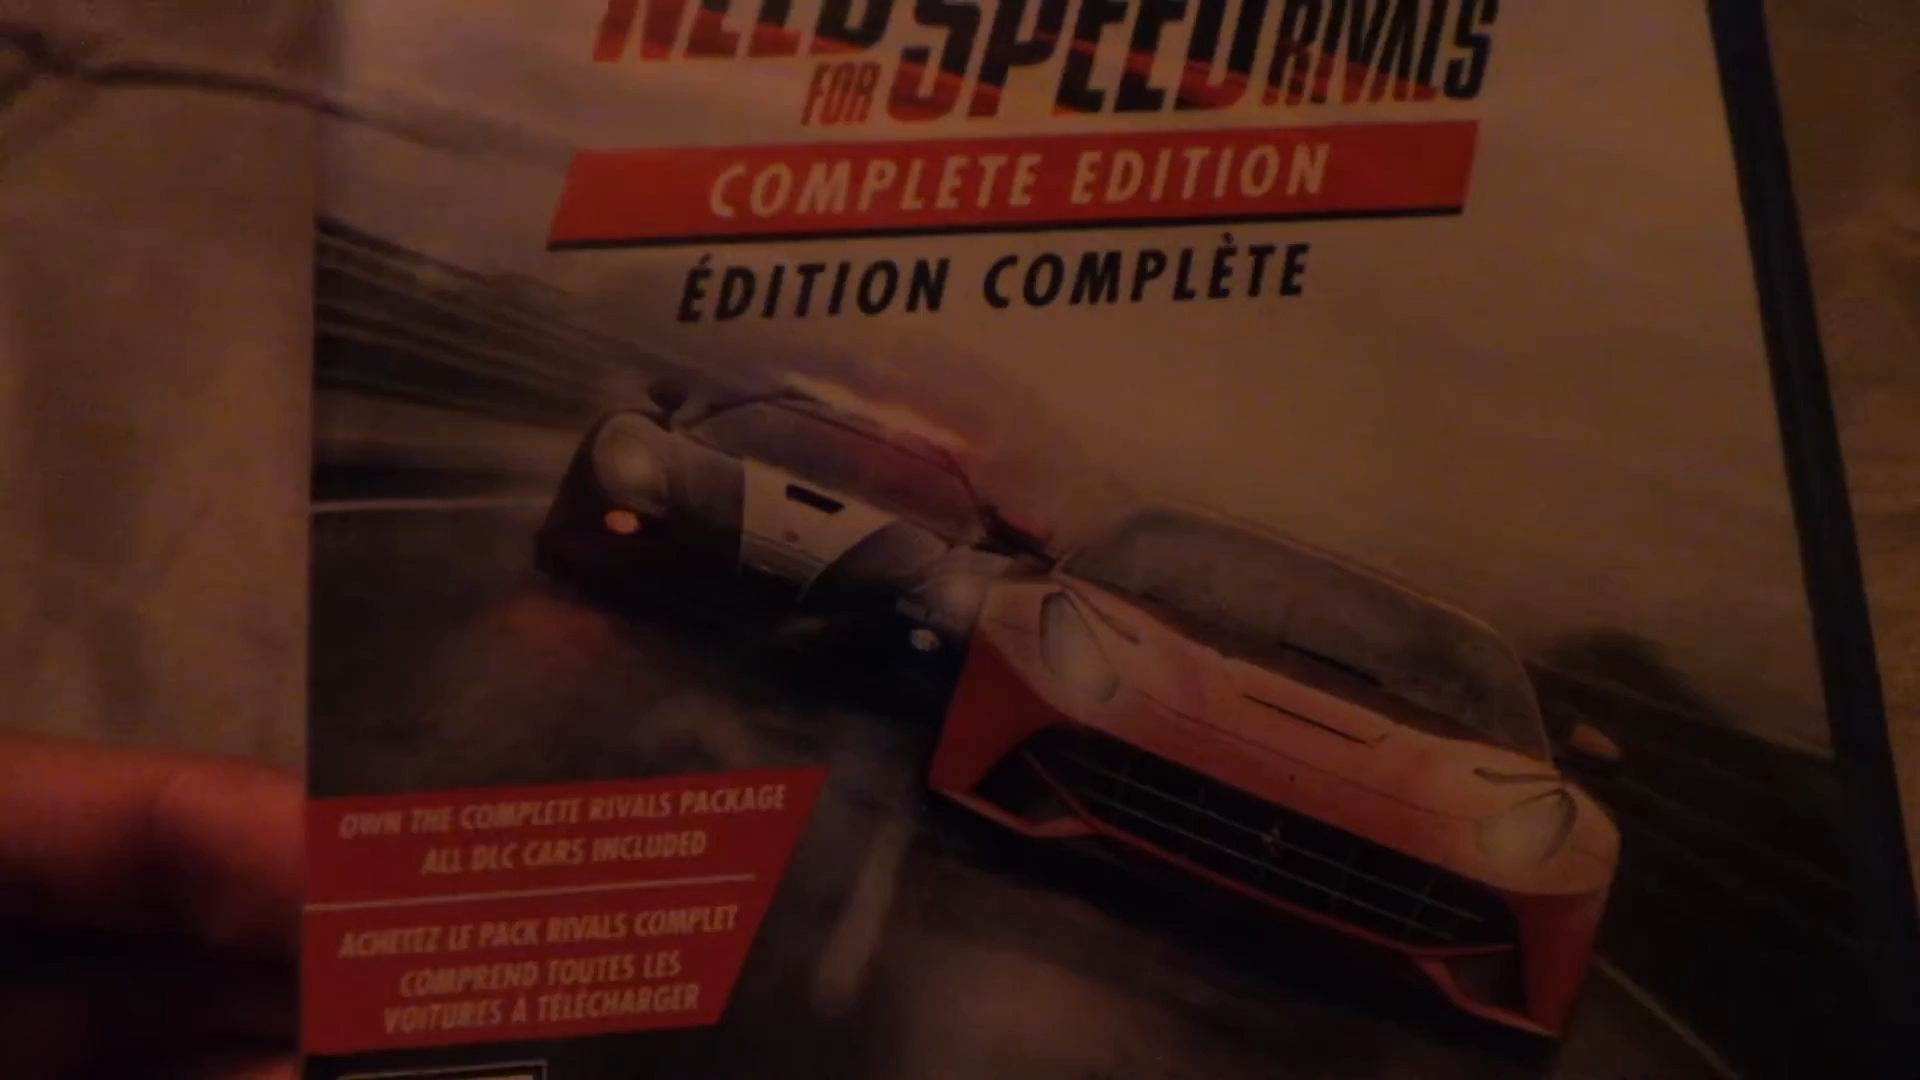 NEED
FOR SPEED RIVALS
COMPLETE EDITION
ÉDITION COMPLÈTE
OWN THE COMPLETE RIVALS PACKAGE
ALL DLC CARS INCLUDED
ACHETEZ LE PACK RIVALS COMPLET
COMPREND TOUTES LES
VOITURES À TÉLÉCHARGER